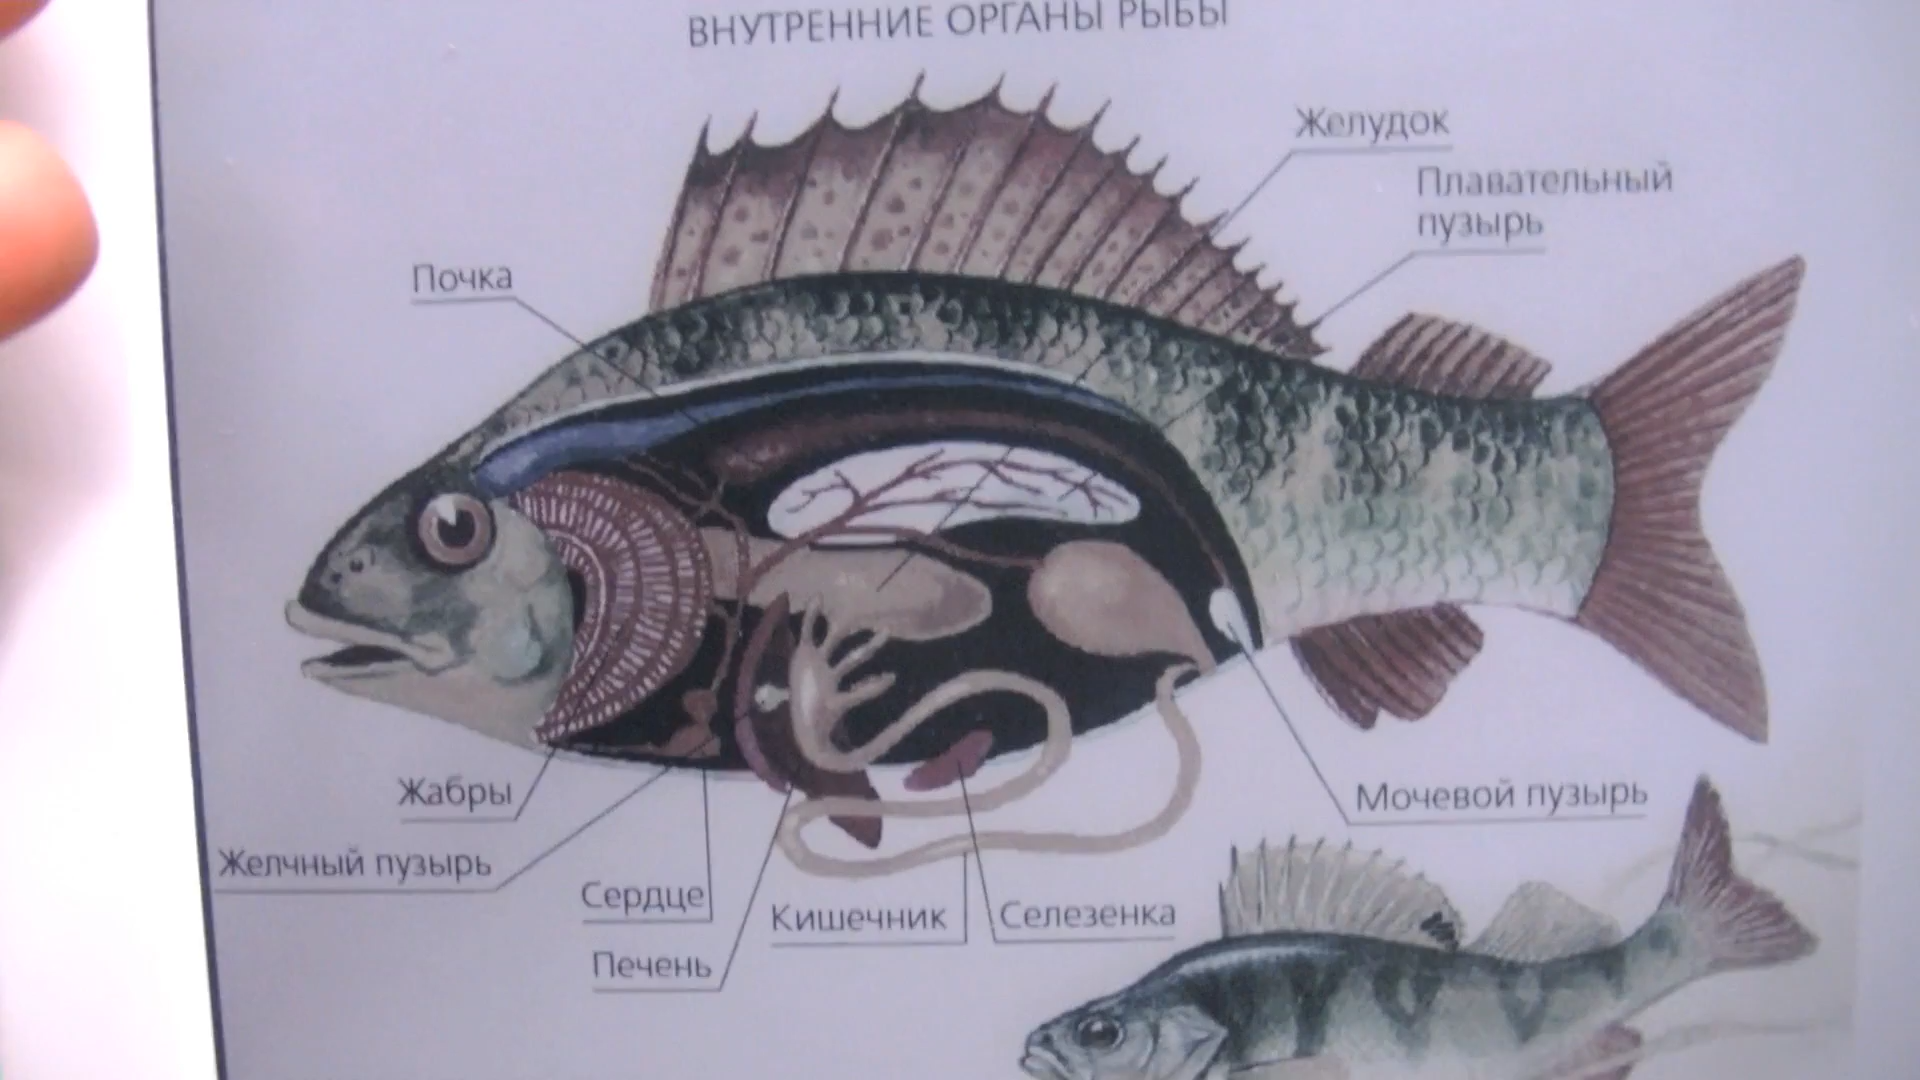 ВНУТРЕННИЕ ОРГАНЫ РЫБЫ
Желудок
Плавательный
пузырь
Почка
Жабры
Мочевой пузырь
Желчный пузырь
Сердце
Кишечник
Селезенка
Печень